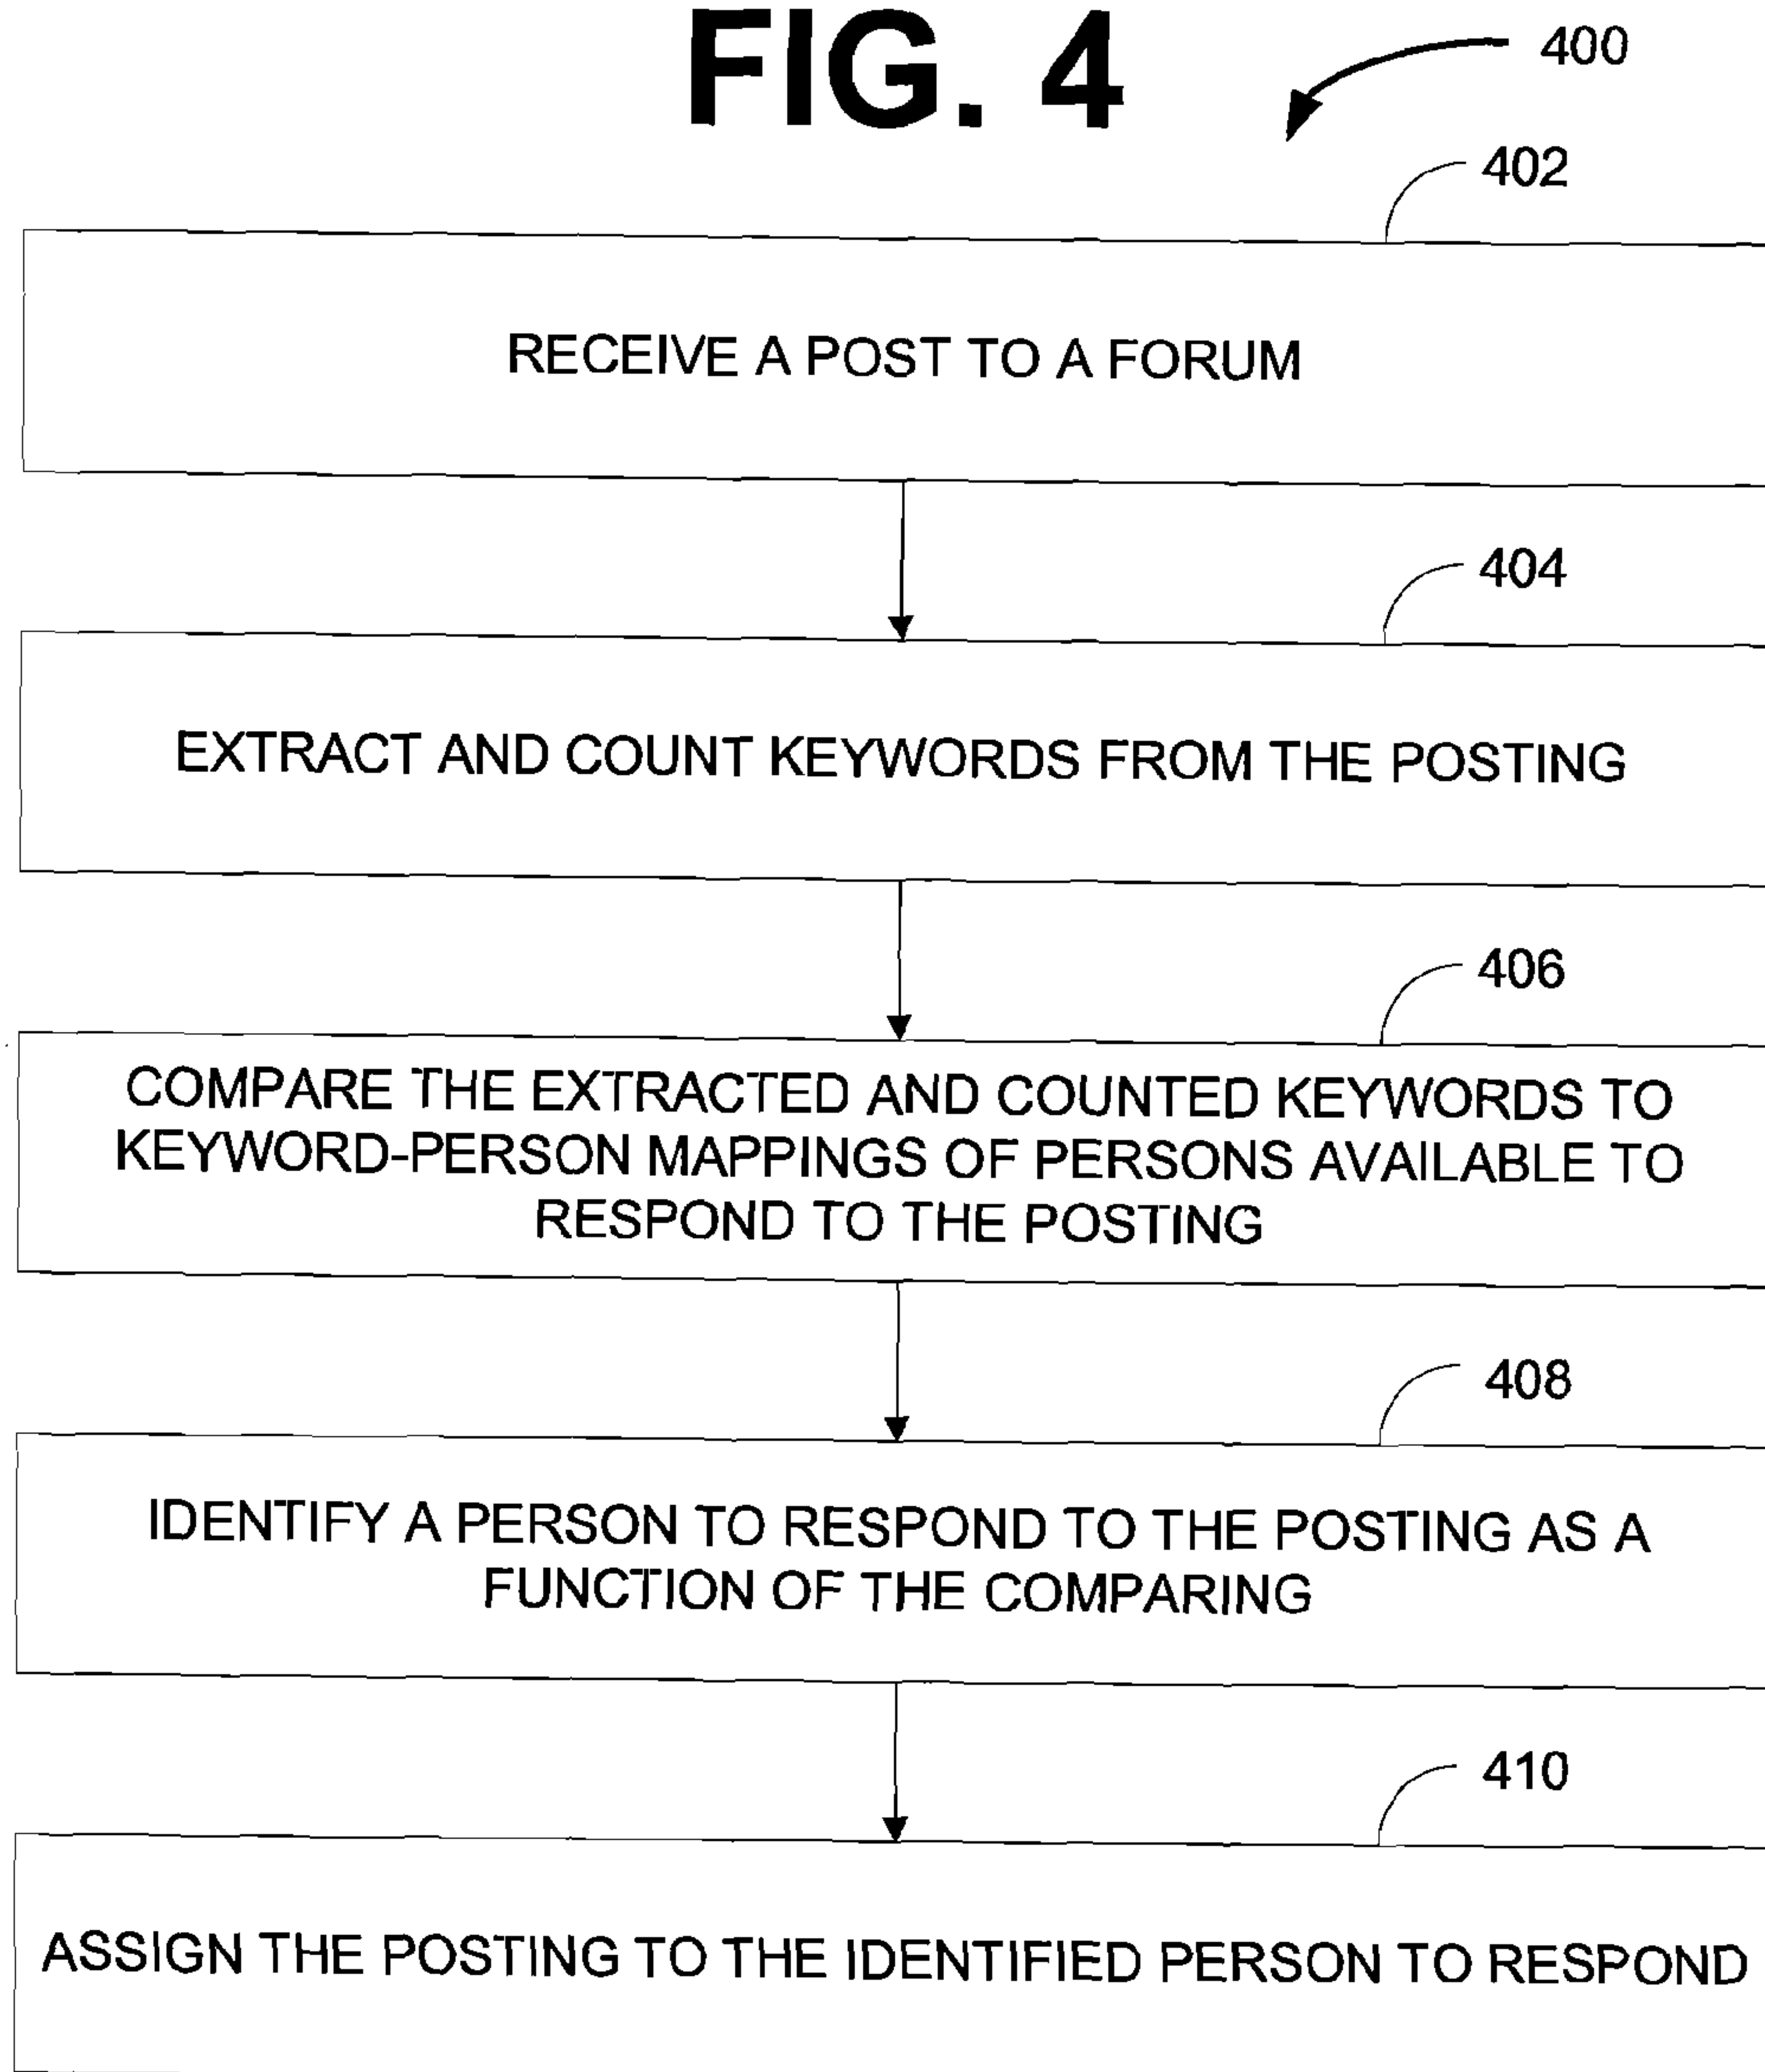 FIG. 4
400
402
RECEIVE A POST TO A FORUM
404
EXTRACT AND COUNT KEYWORDS FROM THE POSTING
406
COMPARE THE EXTRACTED AND COUNTED KEYWORDS TO
KEYWORD-PERSON MAPPINGS OF PERSONS AVAILABLE TO
RESPOND TO THE POSTING
408
IDENTIFY A PERSON TO RESPOND TO THE POSTING AS A
FUNCTION OF THE COMPARING
410
ASSIGN THE POSTING TO THE IDENTIFIED PERSON TO RESPOND